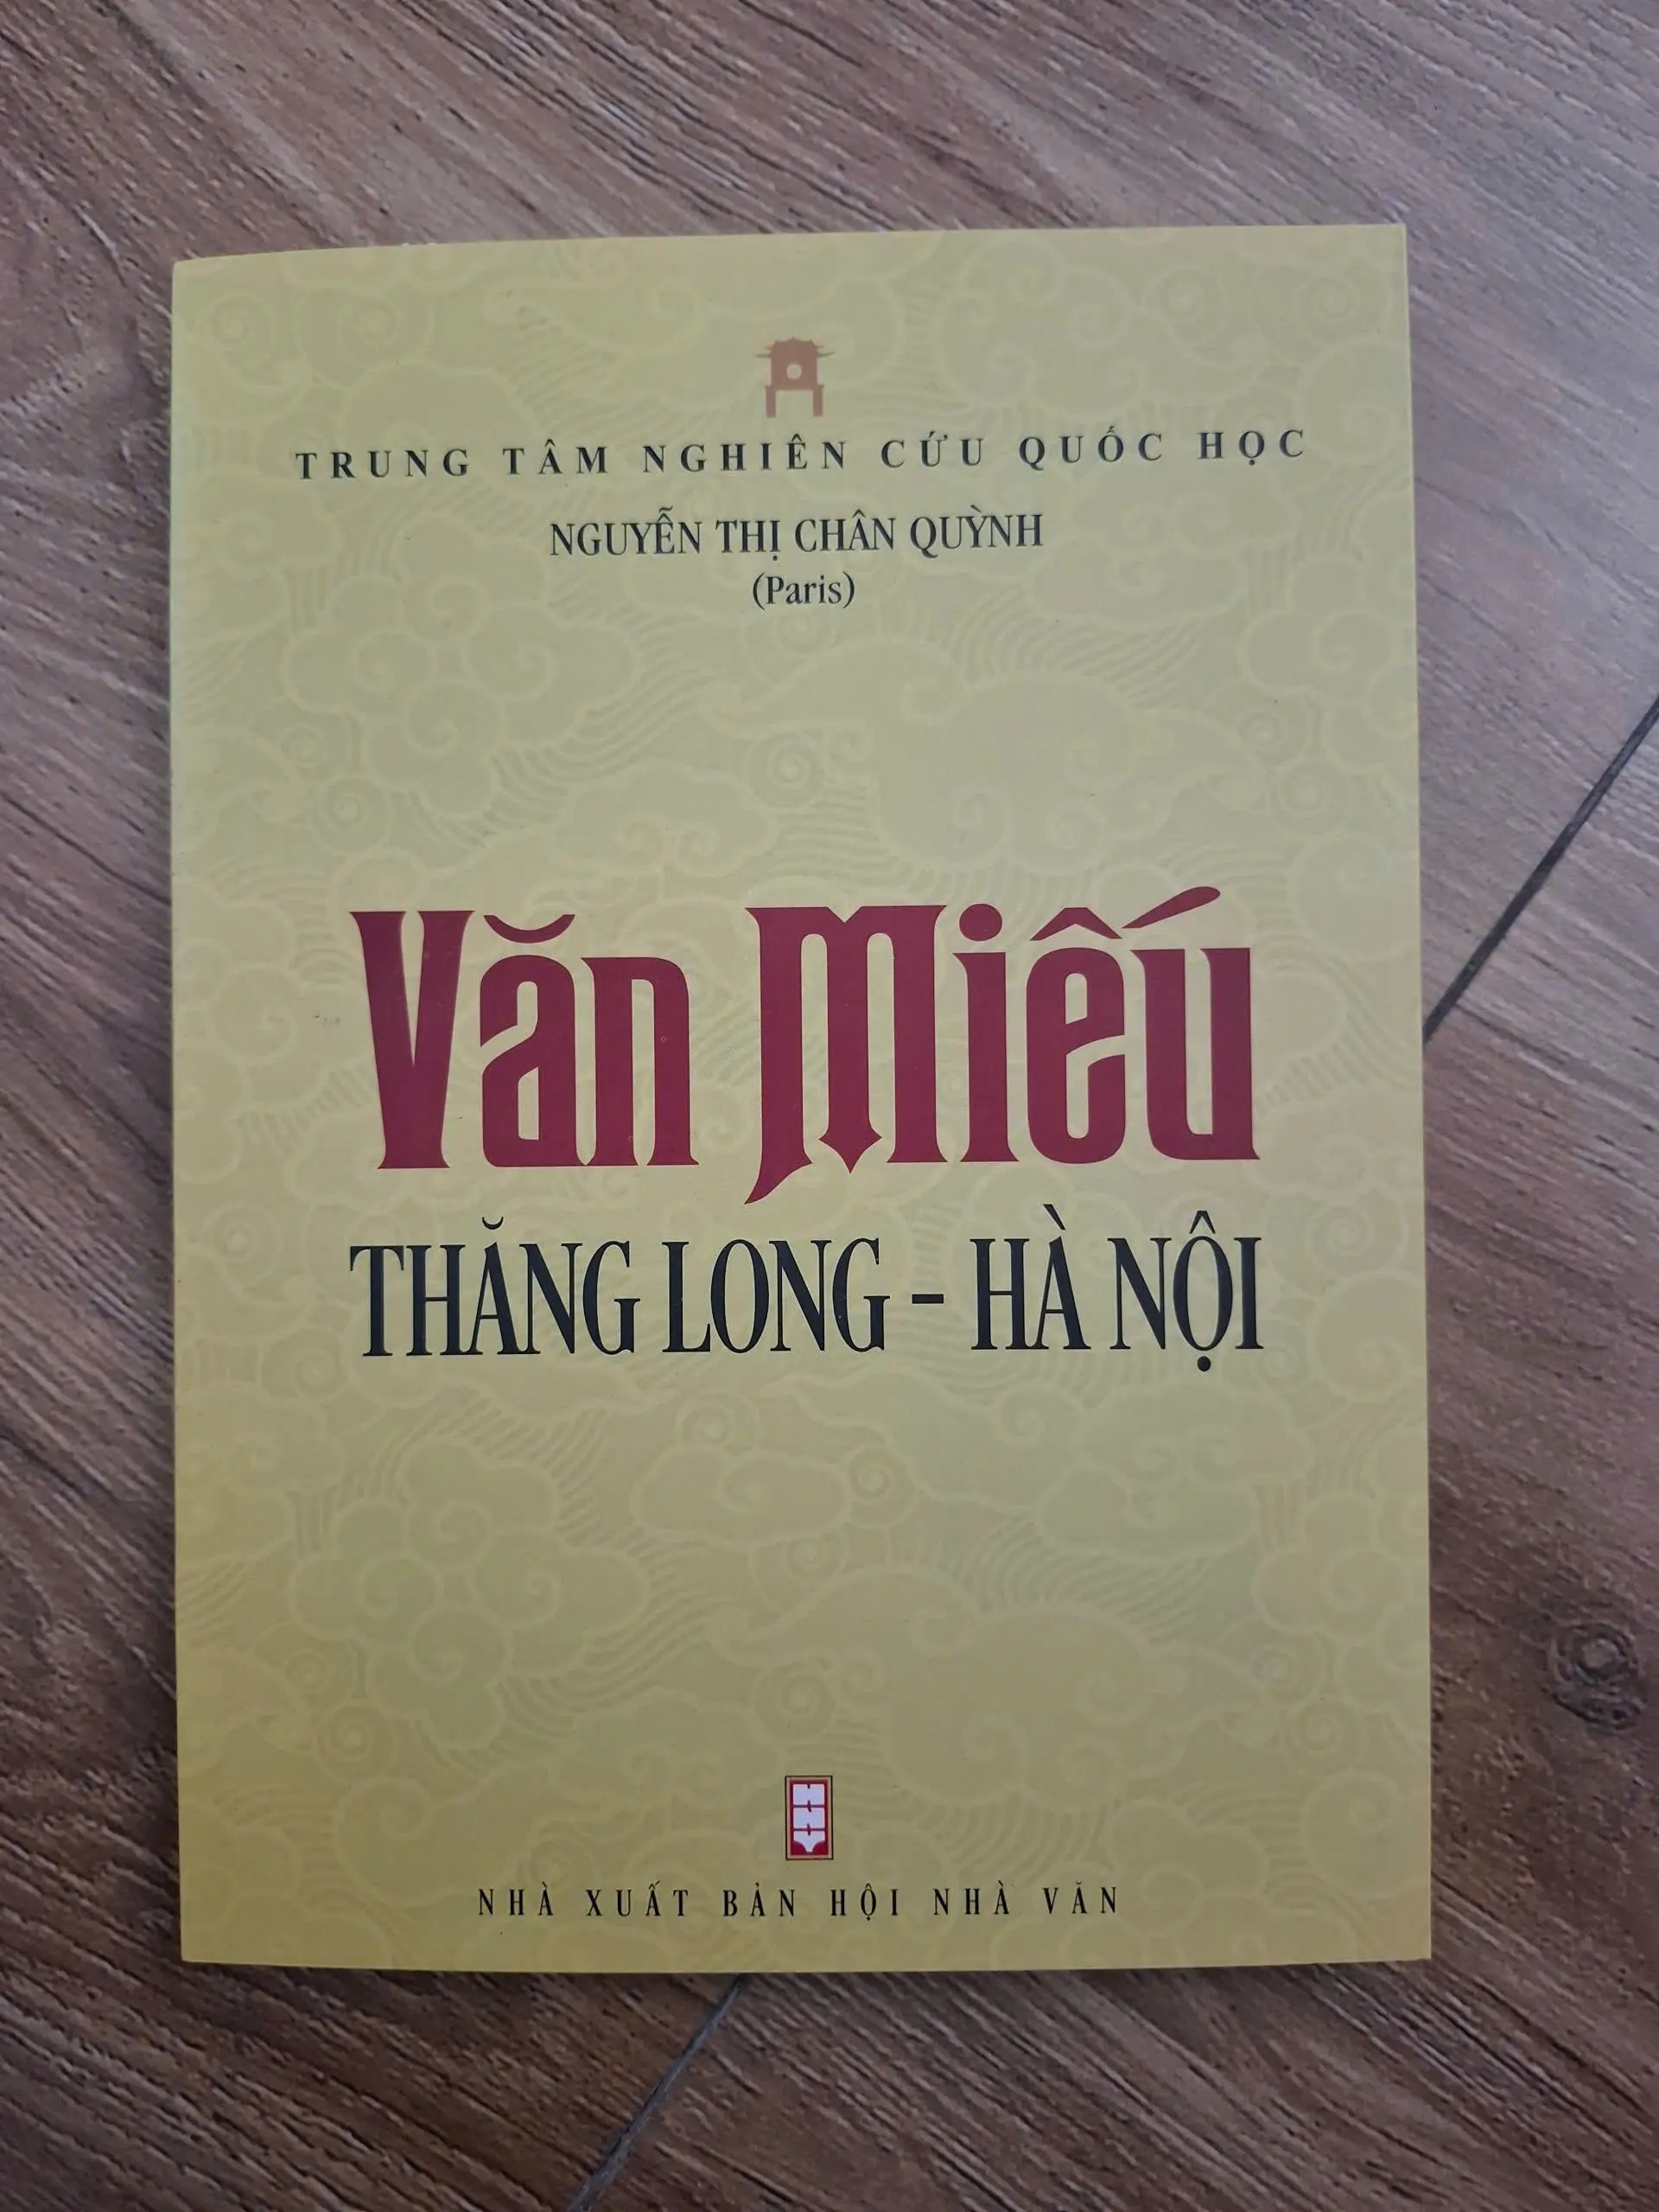 TRUNG TÂM NGHIÊN CỨU QUỐC HỌC
NGUYỄN THỊ CHÂN QUỲNH
(Paris)
Văn Miếu
THĂNG LONG - HÀ NỘI
NHÀ XUẤT BẢN HỘI NHÀ VĂN